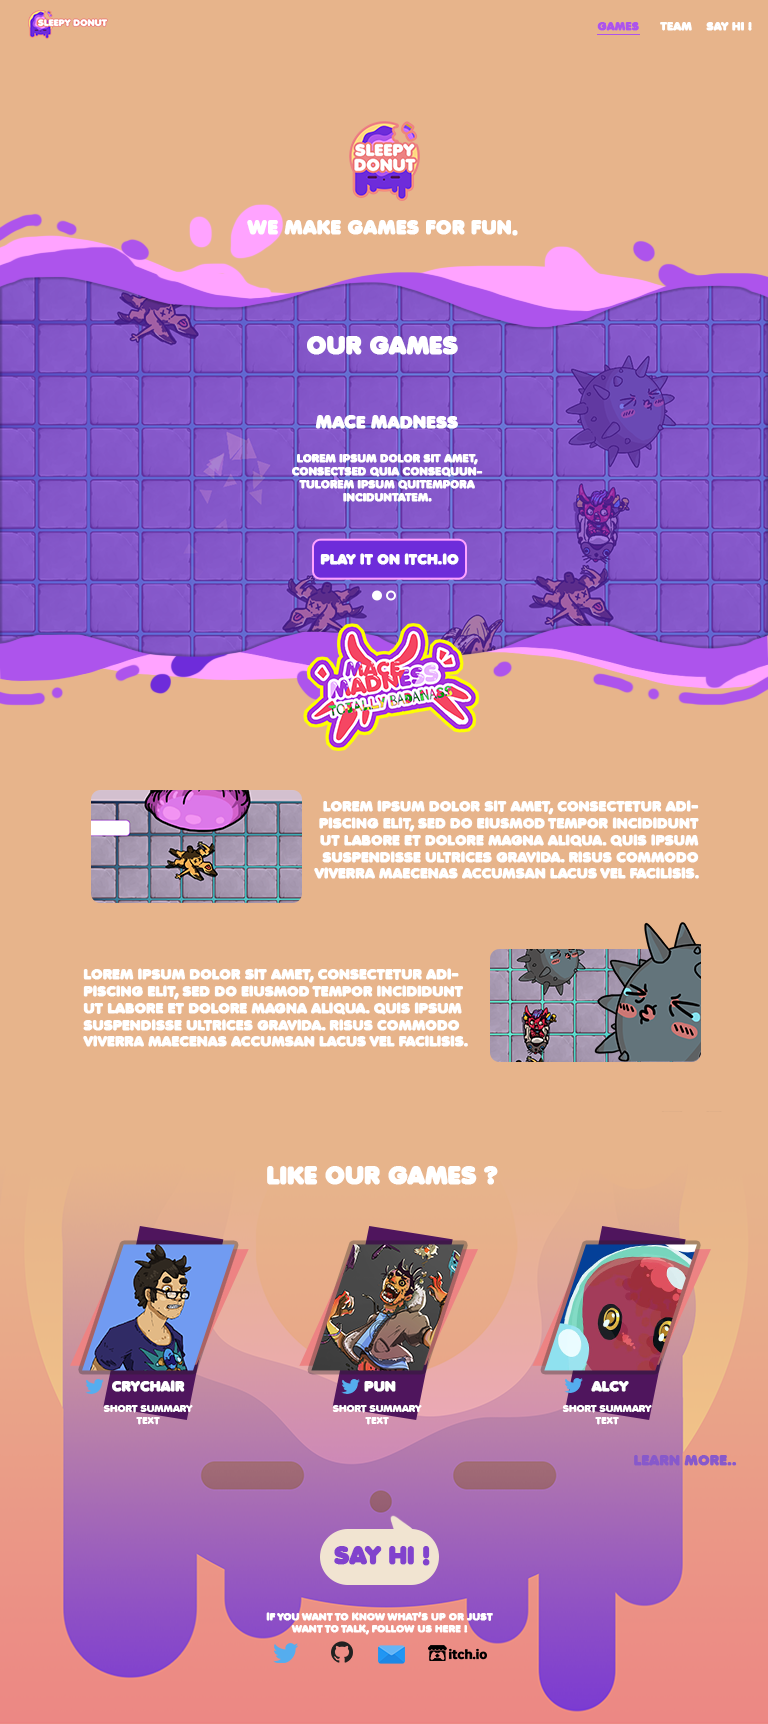 SLEEPY DONUT
GAMES TEAM SAY HI !
SLEEPY
DONUT
WE MAKE GAMES FOR FUN.
OUR GAMES
MACE MADNESS
LOREM IPSUM DOLOR SIT AMET,
CONSECTSED QUIA CONSEQUUN-
TULOREM IPSUM QUITEMPORA
INCIDUNTATEM.
PLAY IT ON ITCH.IO
MACE
MADNESS
TOTALLY BANANAS
LOREM IPSUM DOLOR SIT AMET, CONSECTETUR ADI-
PISCING ELIT, SED DO EIUSMOD TEMPOR INCIDIDUNT
UT LABORE ET DOLORE MAGNA ALIQUA. QUIS IPSUM
SUSPENDISSE ULTRICES GRAVIDA. RISUS COMMODO
VIVERRA MAECENAS ACCUMSAN LACUS VEL FACILISIS.
LOREM IPSUM DOLOR SIT AMET, CONSECTETUR ADI-
PISCING ELIT, SED DO EIUSMOD TEMPOR INCIDIDUNT
UT LABORE ET DOLORE MAGNA ALIQUA. QUIS IPSUM
SUSPENDISSE ULTRICES GRAVIDA. RISUS COMMODO
VIVERRA MAECENAS ACCUMSAN LACUS VEL FACILISIS.
LIKE OUR GAMES ?
CRYCHAIR
SHORT SUMMARY
TEXT
PUN
SHORT SUMMARY
TEXT
ALCY
SHORT SUMMARY
TEXT
LEARN MORE..
SAY HI !
IF YOU WANT TO KNOW WHAT'S UP OR JUST
WANT TO TALK, FOLLOW US HERE !
itch.io